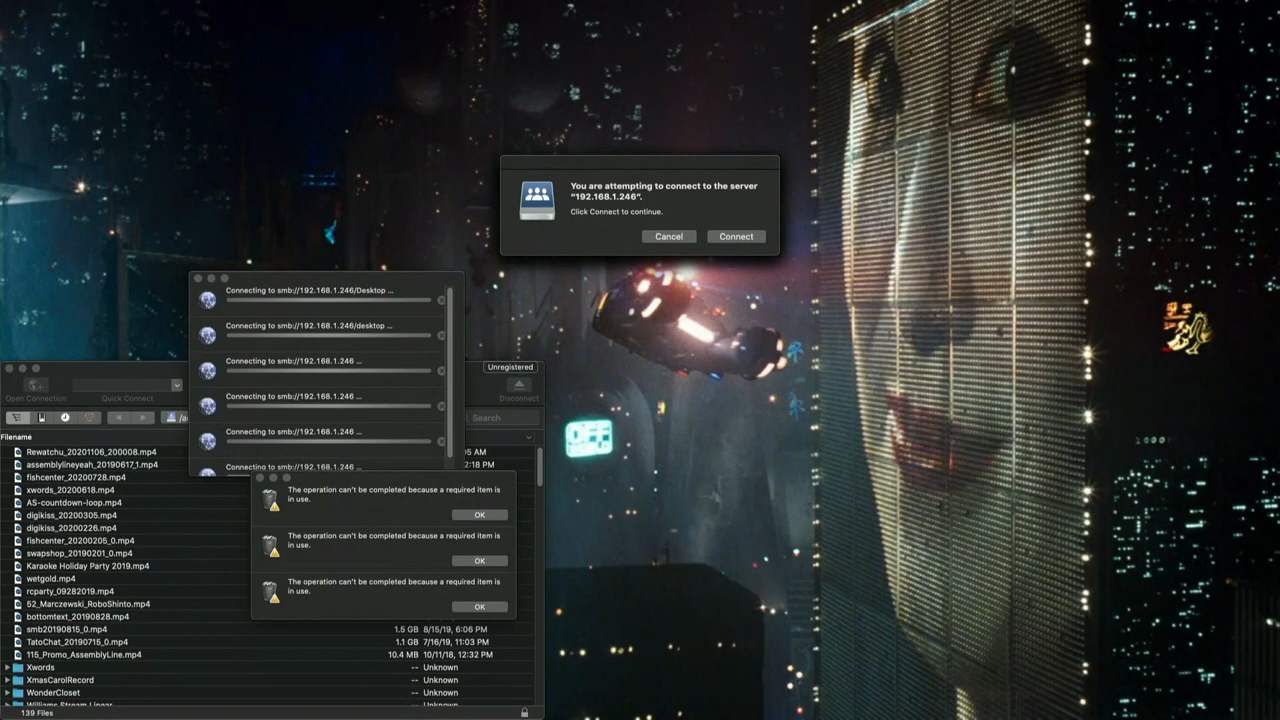 You are attempting to connect to the server
"192.168.1.246".
Click Connect to continue.
Cancel
Connect
Connecting to smb://192.168.1.246/Desktop ...
Connecting to smb://192.168.1.246/desktop ...
Connecting to smb://192.168.1.246 ...
Connecting to smb://192.168.1.246 ...
Connecting to smb://192.168.1.246 ...
Connecting to smb://192.168.1.246 ...
Unregistered
Open Connection
Quick Connect
Disconnect
Search
Filename
Rewatchu_20201106_200008.mp4
assemblylineyeah_20190617_1.mp4
2:18 PM
fishcenter_20200728.mp4
xwords_20200618.mp4
AS-countdown-loop.mp4
digikiss_20200305.mp4
digikiss_20200226.mp4
fishcenter_20200205_0.mp4
swapshop_20190201_0.mp4
Karaoke Holiday Party 2019.mp4
wetgold.mp4
rcparty_09282019.mp4
52_Marczewski_RoboShinto.mp4
bottomtext_20190828.mp4
smb20190815_0.mp4 1.5 GB 8/15/19, 6:06 PM
TatoChat_20190715_0.mp4 1.1 GB 7/16/19, 11:03 PM
115_Promo_AssemblyLine.mp4 10.4 MB 10/11/18, 12:32 PM
Xwords -- Unknown
XmasCarolRecord -- Unknown
WonderCloset -- Unknown
139 Files
The operation can't be completed because a required item is
in use.
OK
The operation can't be completed because a required item is
in use.
OK
The operation can't be completed because a required item is
in use.
OK
OFF